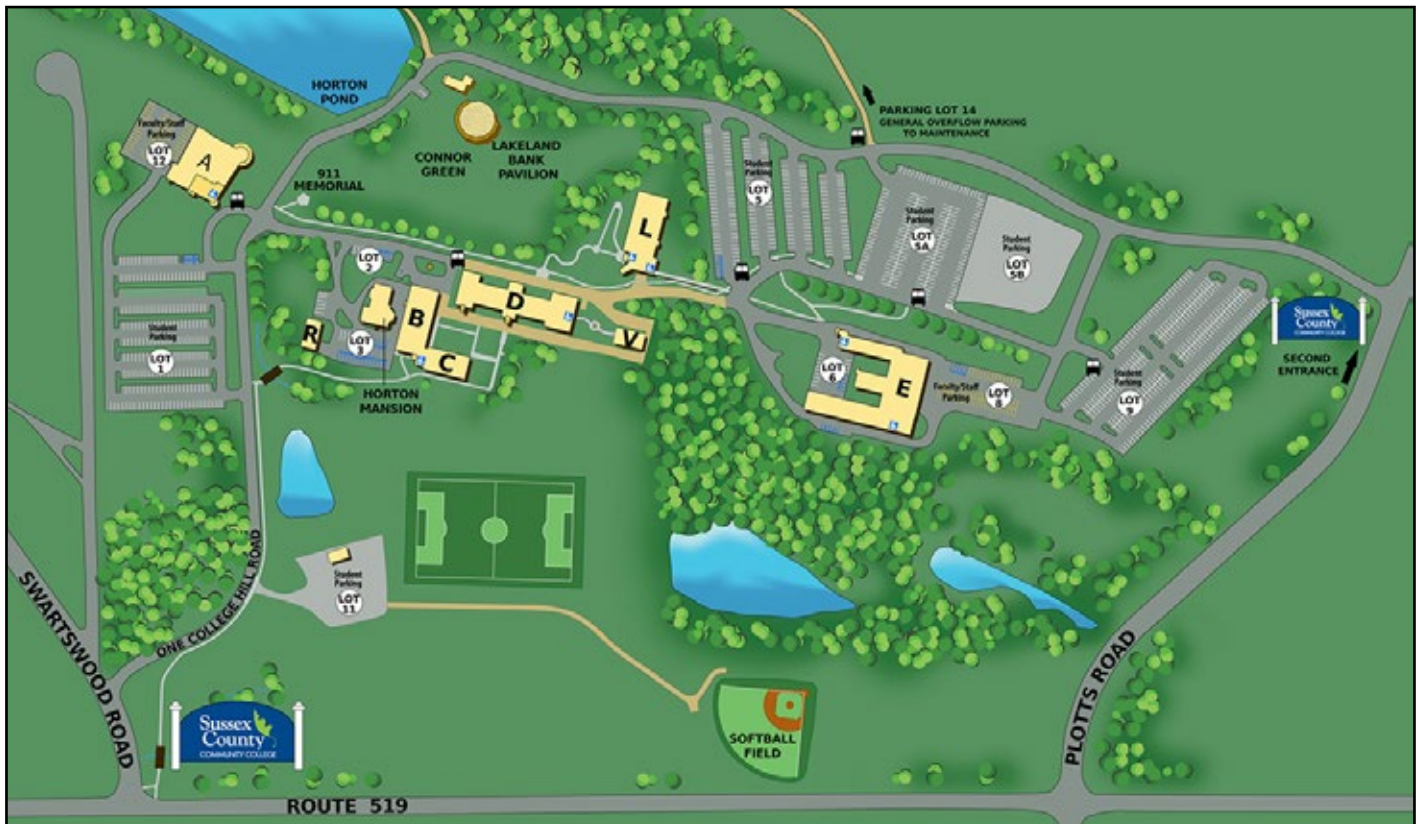 HORTON
POND
Faculty/Staff
Parking
LOT
12
A
911
MEMORIAL
CONNOR
GREEN
LAKELAND
BANK
PAVILION
PARKING LOT 14
GENERAL OVERFLOW PARKING
TO MAINTENANCE
Student
Parking
LOT
5
Student
Parking
LOT
5A
Student
Parking
LOT
5B
L
LOT
2
D
B
C
V
R
LOT
3
HORTON
MANSION
Student
Parking
LOT
1
LOT
6
E
Faculty/Staff
Parking
LOT
8
Student
Parking
LOT
9
Sussex
County
COMMUNITY COLLEGE
SECOND
ENTRANCE
Student
Parking
LOT
11
ONE COLLEGE HILL ROAD
SWARTSWOOD ROAD
Sussex
County
COMMUNITY COLLEGE
SOFTBALL
FIELD
PLOTTS ROAD
ROUTE 519